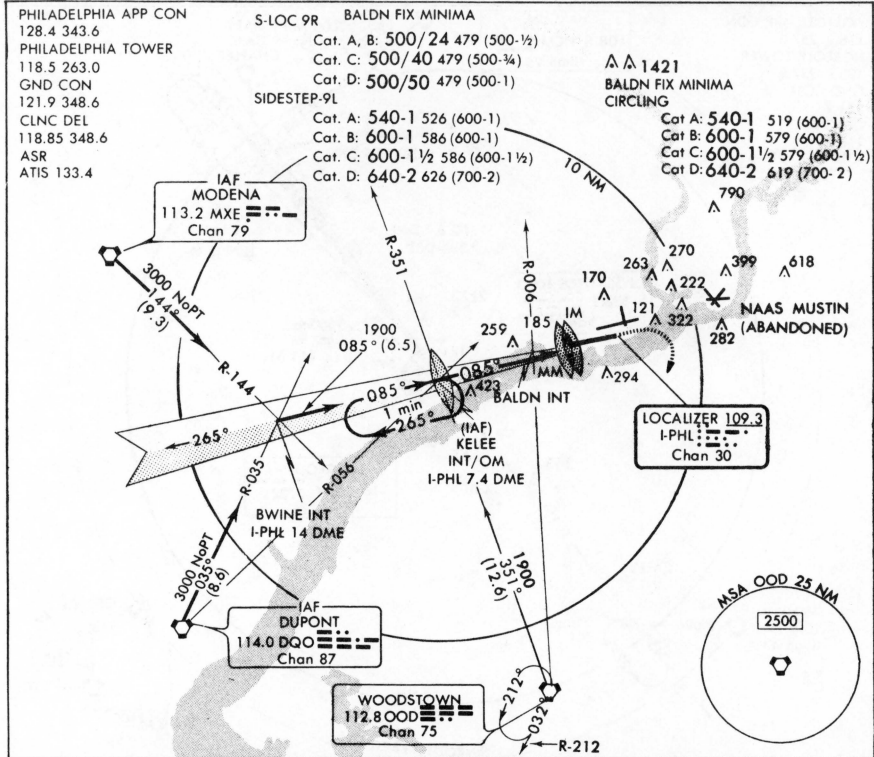 PHILADELPHIA APP CON
128.4 343.6
PHILADELPHIA TOWER
118.5 263.0
GND CON
121.9 348.6
CLNC DEL
118.85 348.6
ASR
ATIS 133.4
S-LOC 9R
BALDN FIX MINIMA
Cat. A, B: 500/24 479 (500-½)
Cat. C: 500/40 479 (500-¾)
Cat. D: 500/50 479 (500-1)
SIDESTEP-9L
Cat. A: 540-1 526 (600-1)
Cat. B: 600-1 586 (600-1)
Cat. C: 600-1½ 586 (600-1½)
Cat. D: 640-2 626 (700-2)
1421
BALDN FIX MINIMA
CIRCLING
Cat A: 540-1 519 (600-1)
Cat B: 600-1 579 (600-1)
Cat C: 600-1½ 579 (600-1½)
Cat D: 640-2 619 (700-2)
10 NM
790
IAF
MODENA
113.2 MXE
Chan 79
3000 NoPT
144°
(9.3)
R-144
R-351
R-006
1900
085° (6.5)
259
185
IM
170
263
270
222
399
618
121
322
282
NAAS MUSTIN
(ABANDONED)
294
MM
085°
085°
423
1 min
265°
265°
BALDN INT
(IAF)
KELEE
INT/OM
I-PHL 7.4 DME
LOCALIZER 109.3
I-PHL
Chan 30
R-035
R-056
BWINE INT
I-PHL 14 DME
3000 NoPT
035°
(8.6)
IAF
DUPONT
114.0 DQO
Chan 87
1900
351°
(12.6)
WOODSTOWN
112.8 OOD
Chan 75
212°
032°
R-212
MSA OOD 25 NM
2500